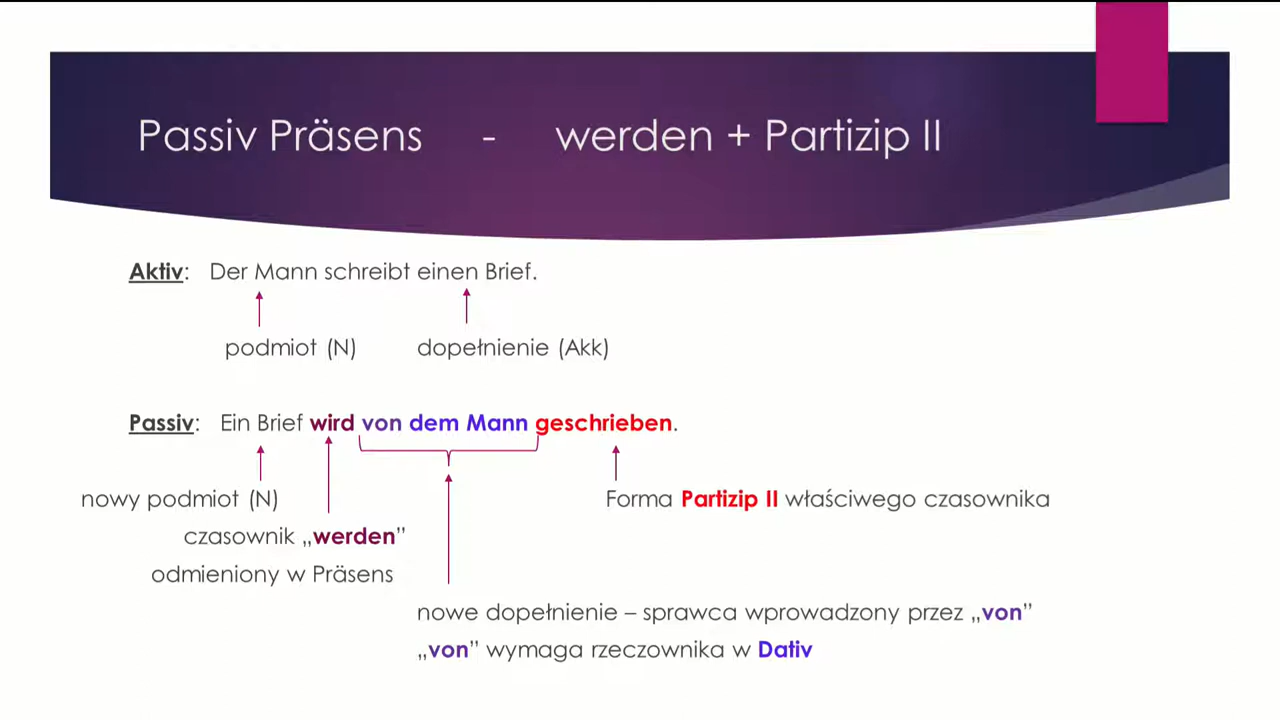 Passiv Präsens - werden + Partizip II
Aktiv: Der Mann schreibt einen Brief.
podmiot (N) dopełnienie (Akk)
Passiv: Ein Brief wird von dem Mann geschrieben.
nowy podmiot (N) Forma Partizip II właściwego czasownika
czasownik „werden”
odmieniony w Präsens
nowe dopełnienie – sprawca wprowadzony przez „von”
„von” wymaga rzeczownika w Dativ